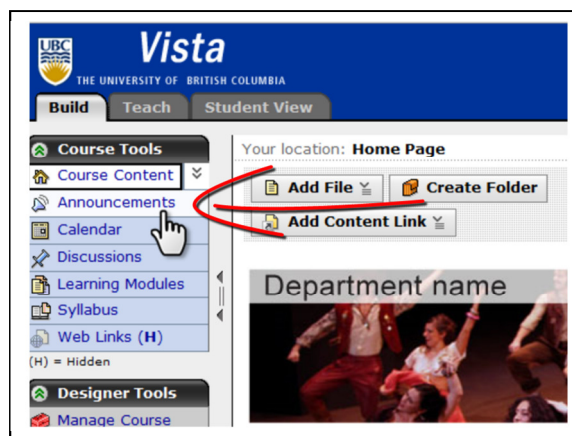 UBC
Vista
THE UNIVERSITY OF BRITISH COLUMBIA
Build Teach Student View
Course Tools
Course Content
Announcements
Calendar
Discussions
Learning Modules
Syllabus
Web Links (H)
(H) = Hidden
Designer Tools
Manage Course
Your location: Home Page
Add File Create Folder
Add Content Link
Department name